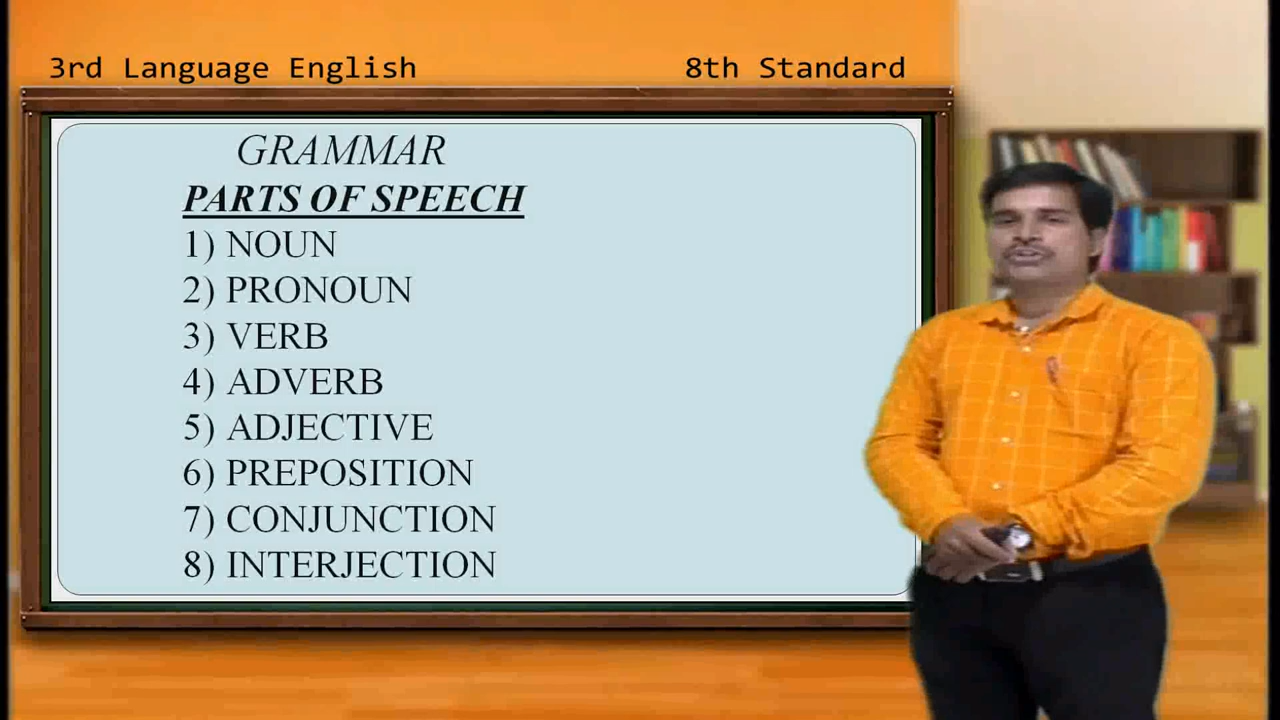 3rd Language English 8th Standard
GRAMMAR
PARTS OF SPEECH
1) NOUN
2) PRONOUN
3) VERB
4) ADVERB
5) ADJECTIVE
6) PREPOSITION
7) CONJUNCTION
8) INTERJECTION